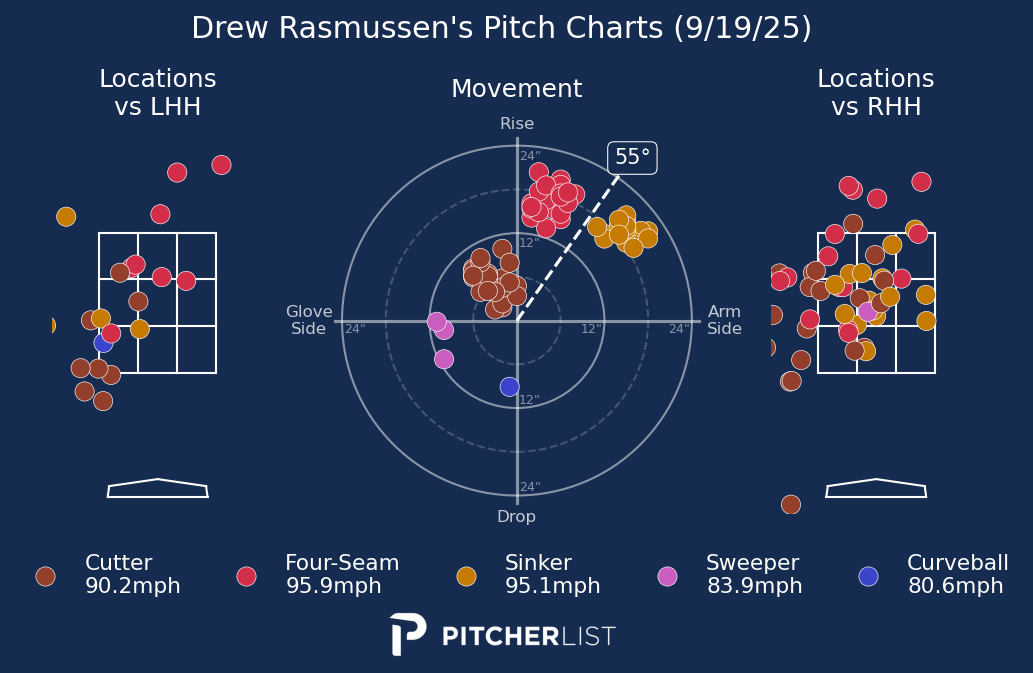 Drew Rasmussen's Pitch Charts (9/19/25)
Locations
vs LHH
Movement
Locations
vs RHH
Rise
55°
24"
12"
Glove
Side
24"
12"
24"
Arm
Side
12"
24"
Drop
Cutter
90.2mph
Four-Seam
95.9mph
Sinker
95.1mph
Sweeper
83.9mph
Curveball
80.6mph
PITCHERLIST